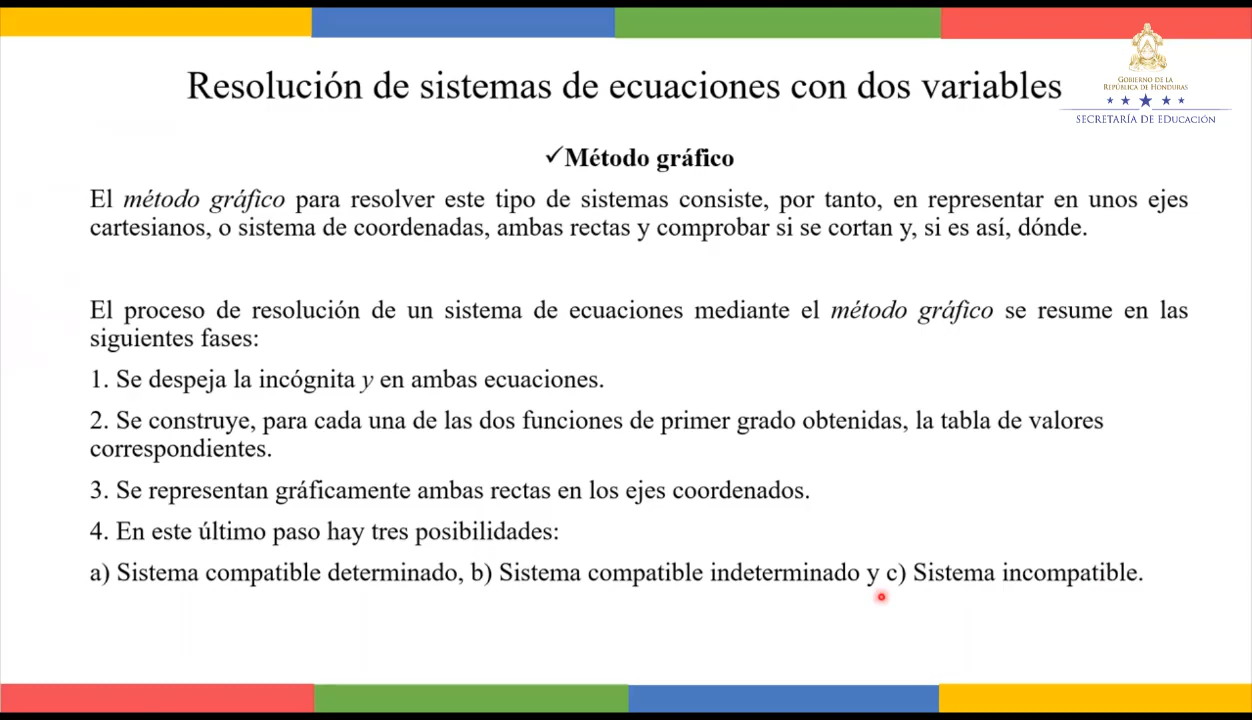 Resolución de sistemas de ecuaciones con dos variables
GOBIERNO DE LA
REPÚBLICA DE HONDURAS
SECRETARÍA DE EDUCACIÓN
✓Método gráfico
El método gráfico para resolver este tipo de sistemas consiste, por tanto, en representar en unos ejes
cartesianos, o sistema de coordenadas, ambas rectas y comprobar si se cortan y, si es así, dónde.
El proceso de resolución de un sistema de ecuaciones mediante el método gráfico se resume en las
siguientes fases:
1. Se despeja la incógnita y en ambas ecuaciones.
2. Se construye, para cada una de las dos funciones de primer grado obtenidas, la tabla de valores
correspondientes.
3. Se representan gráficamente ambas rectas en los ejes coordenados.
4. En este último paso hay tres posibilidades:
a) Sistema compatible determinado, b) Sistema compatible indeterminado y c) Sistema incompatible.